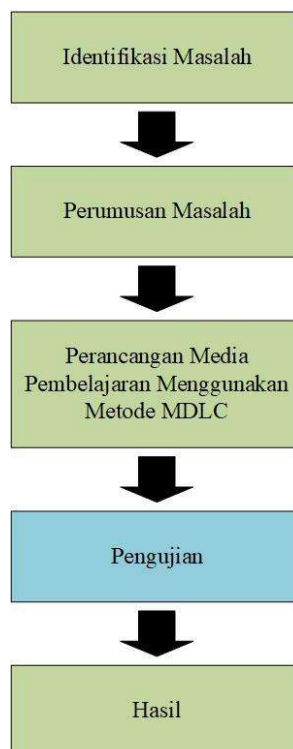 Identifikasi Masalah
Perumusan Masalah
Perancangan Media
Pembelajaran Menggunakan
Metode MDLC
Pengujian
Hasil